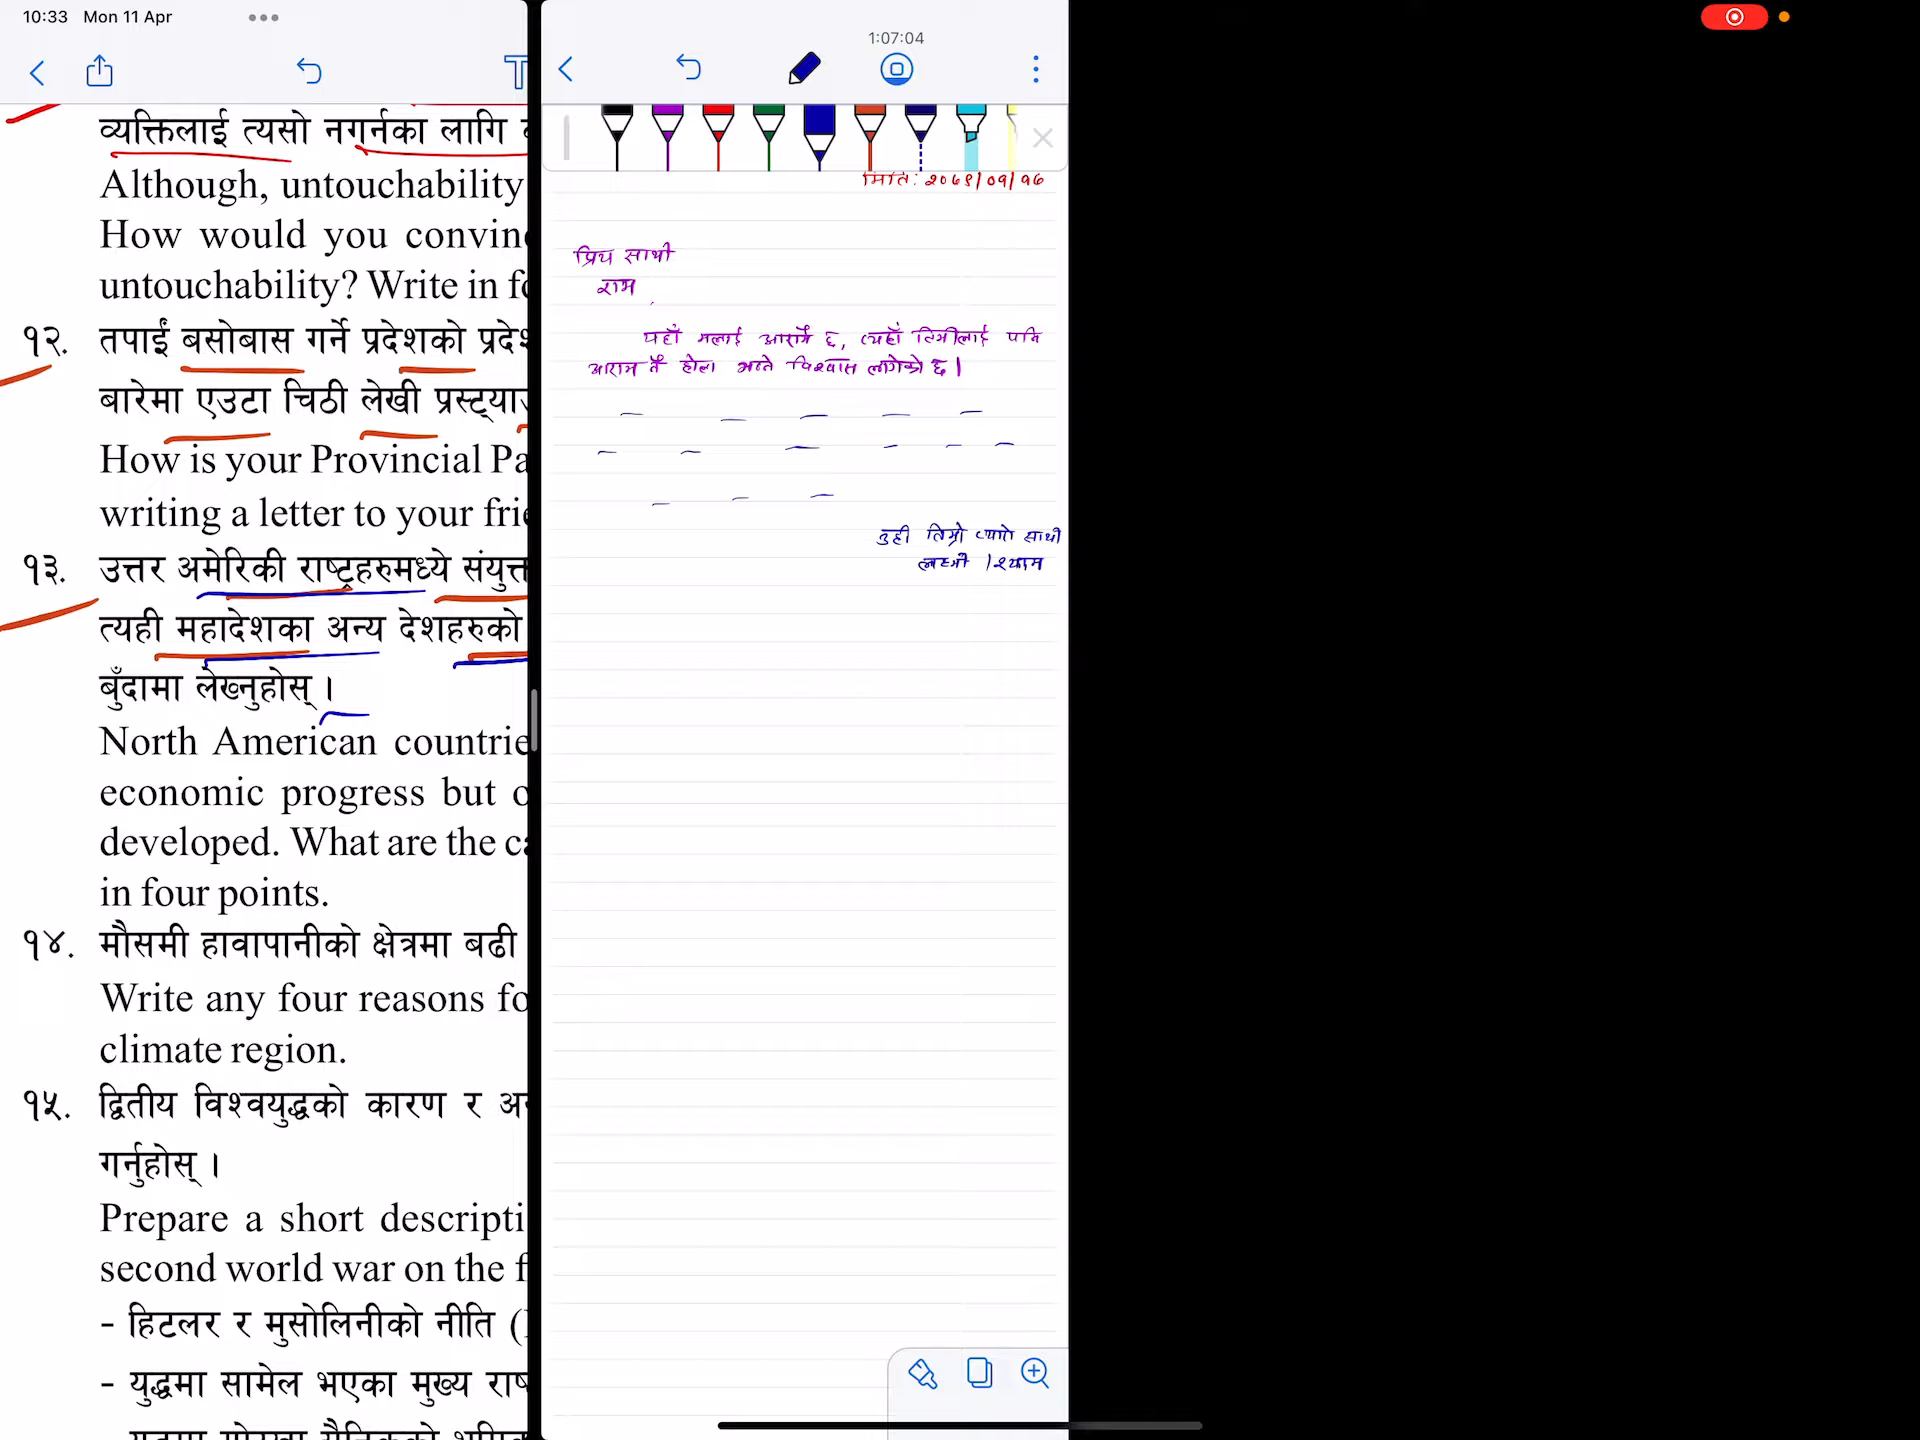 10:33 Mon 11 Apr
व्यक्तिलाई त्यसो नगर्नका लागि
Although, untouchability
How would you convin
untouchability? Write in fo
१२. तपाईं बसोबास गर्ने प्रदेशको प्रदे
बारेमा एउटा चिठी लेखी प्रस्ट्या
How is your Provincial Pa
writing a letter to your frie
१३. उत्तर अमेरिकी राष्ट्रहरुमध्ये संयुक्त
त्यही महादेशका अन्य देशहरुको
बुँदामा लेख्नुहोस् ।
North American countrie
economic progress but o
developed. What are the ca
in four points.
१४. मौसमी हावापानीको क्षेत्रमा बढी
Write any four reasons fo
climate region.
१५. द्वितीय विश्वयुद्धको कारण र
गर्नुहोस् ।
Prepare a short descripti
second world war on the f
- हिटलर र मुसोलिनीको नीति (
- युद्धमा सामेल भएका मुख्य राष्
1:07:04
मिति:
प्रिय साथी
राम
यहाँ मलाई आरामै छ, त्यहाँ तिमीलाई पनि
आरामनै होला भन्ने विश्वास लागेको छ।
उही तिम्रो प्यारो साथी
लक्ष्मी / श्याम